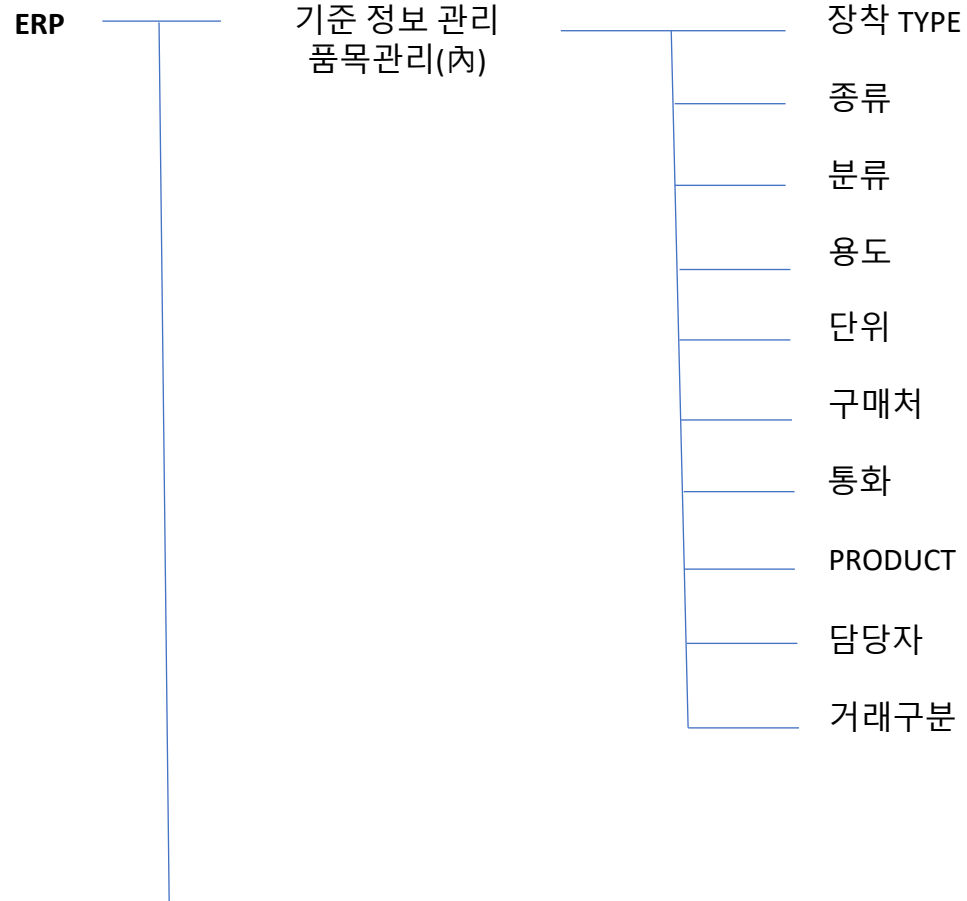 ERP
기준 정보 관리
품목관리(內)
장착 TYPE
종류
분류
용도
단위
구매처
통화
PRODUCT
담당자
거래구분